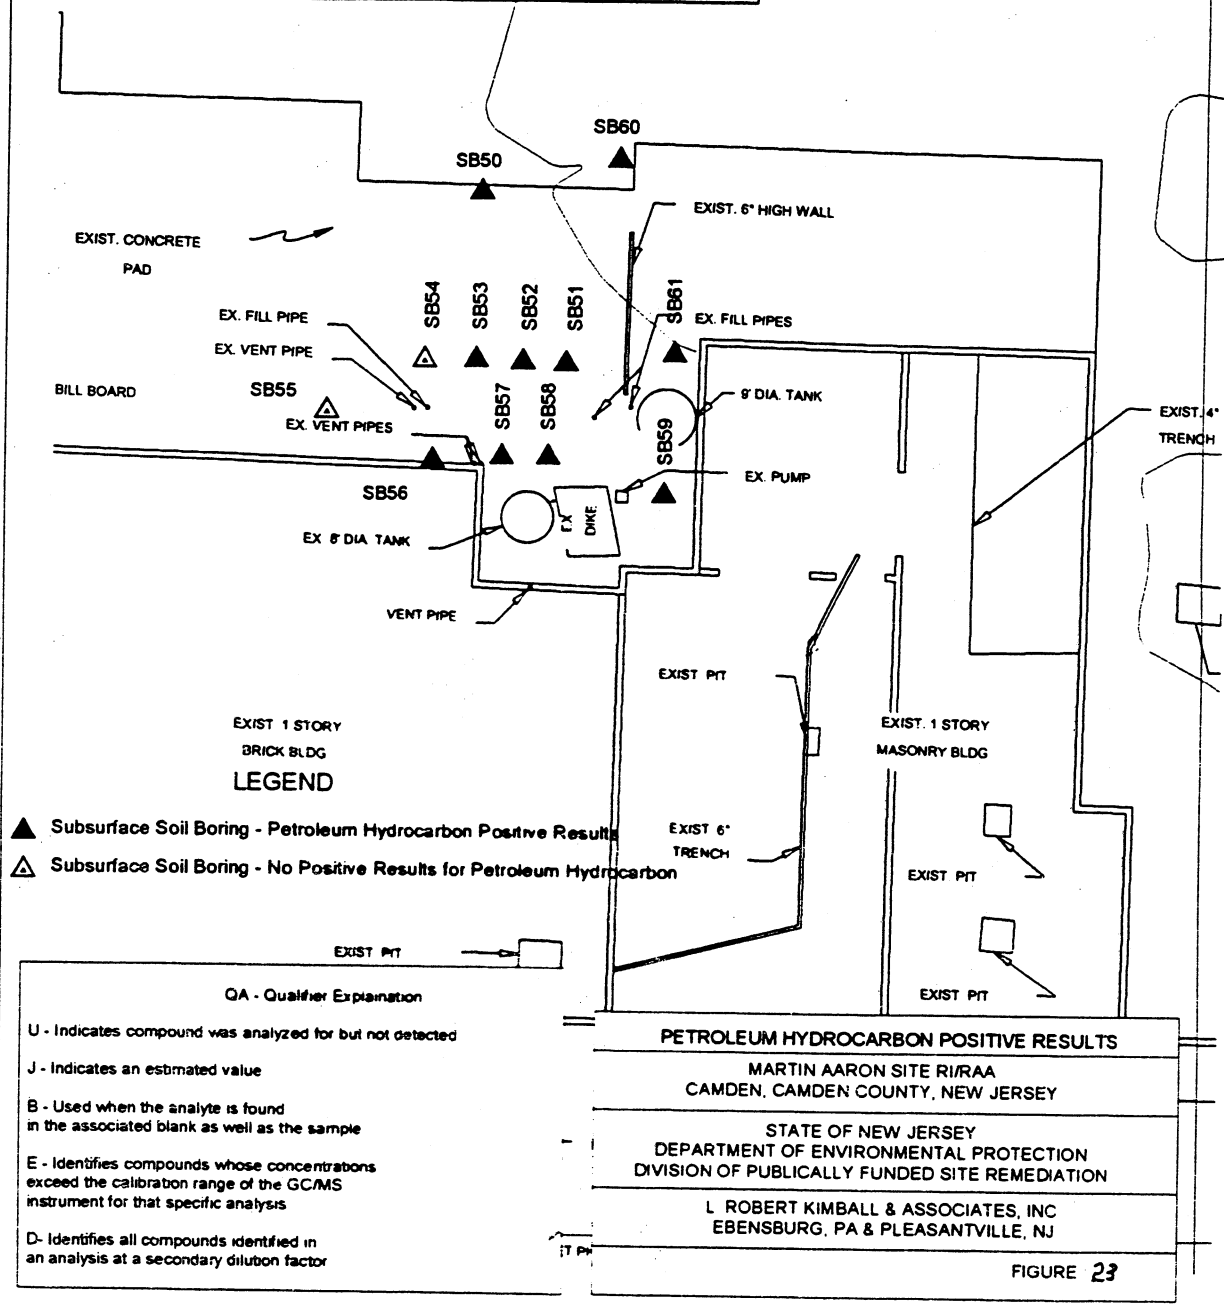 SB60
SB50
EXIST. 6" HIGH WALL
EXIST. CONCRETE
PAD
SB54
SB53
SB52
SB51
SB61
EX. FILL PIPE
EX. FILL PIPES
EX. VENT PIPE
BILL BOARD
SB55
SB57
SB58
9' DIA. TANK
EX. VENT PIPES
SB59
EXIST. 4"
TRENCH
SB56
EX. PUMP
EX 8' DIA TANK
EX
DIKE
VENT PIPE
EXIST PIT
EXIST 1 STORY
BRICK BLDG
EXIST. 1 STORY
MASONRY BLDG
LEGEND
Subsurface Soil Boring - Petroleum Hydrocarbon Positive Results
Subsurface Soil Boring - No Positive Results for Petroleum Hydrocarbon
EXIST 6"
TRENCH
EXIST PIT
EXIST PIT
EXIST PIT
QA - Qualifier Explaination
U - Indicates compound was analyzed for but not detected
J - Indicates an estimated value
B - Used when the analyte is found
in the associated blank as well as the sample
E - Identifies compounds whose concentrations
exceed the calibration range of the GC/MS
instrument for that specific analysis
D- Identifies all compounds identified in
an analysis at a secondary dilution factor
PETROLEUM HYDROCARBON POSITIVE RESULTS
MARTIN AARON SITE RI/RAA
CAMDEN, CAMDEN COUNTY, NEW JERSEY
STATE OF NEW JERSEY
DEPARTMENT OF ENVIRONMENTAL PROTECTION
DIVISION OF PUBLICALLY FUNDED SITE REMEDIATION
L ROBERT KIMBALL & ASSOCIATES, INC
EBENSBURG, PA & PLEASANTVILLE, NJ
FIGURE 23